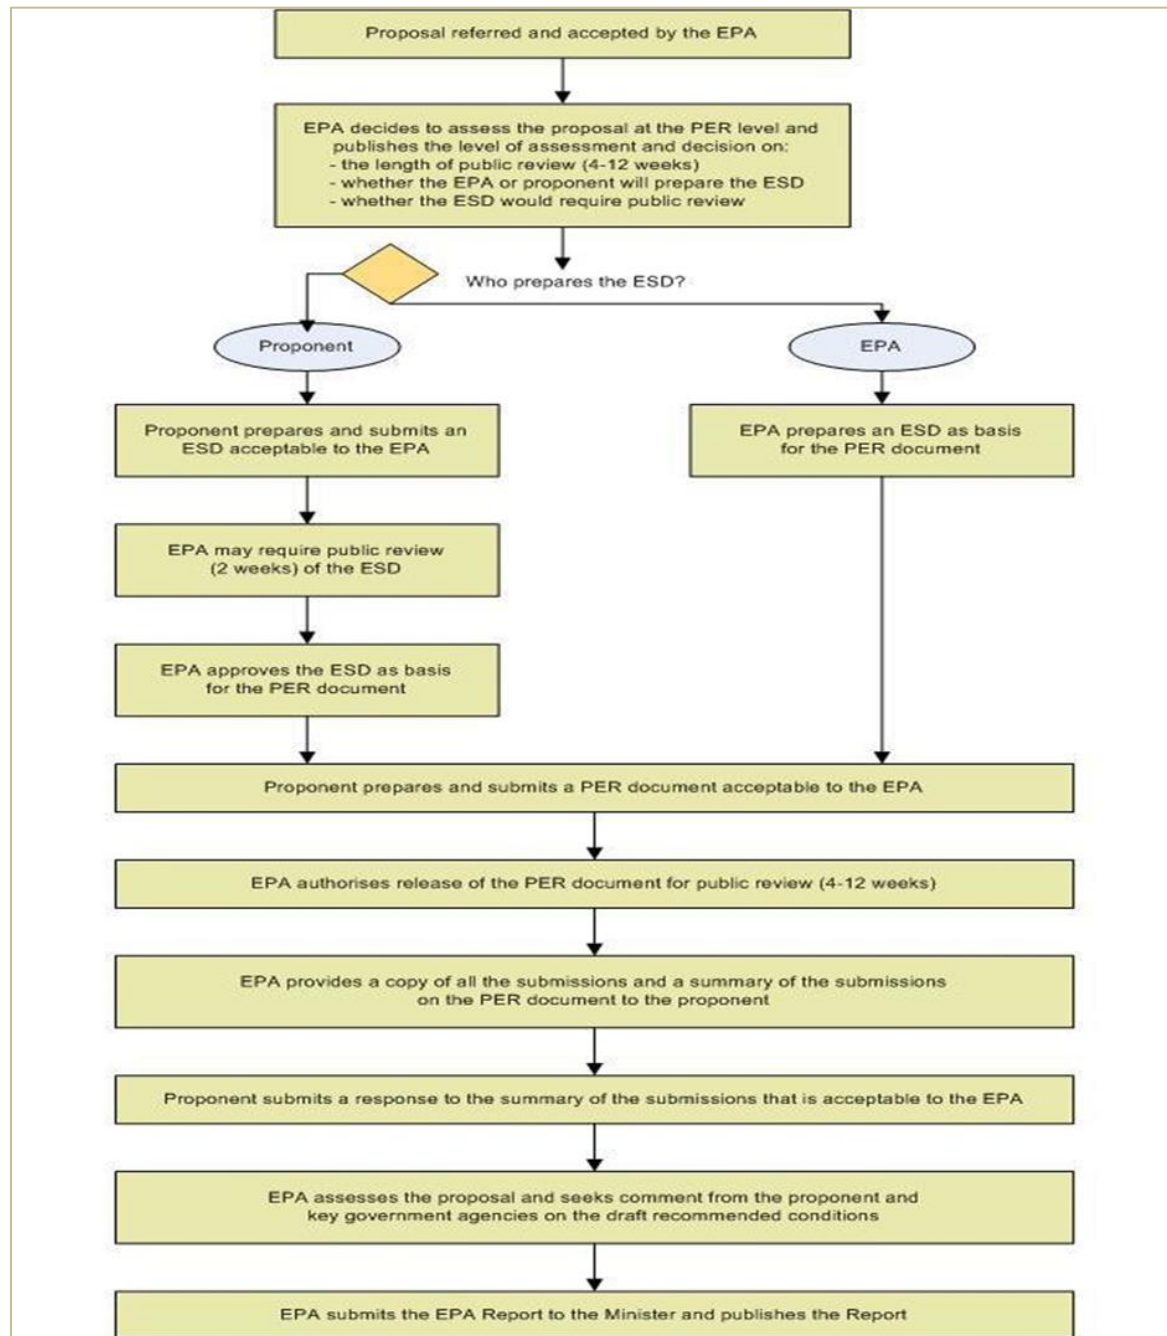 Proposal referred and accepted by the EPA
EPA decides to assess the proposal at the PER level and
publishes the level of assessment and decision on:
- the length of public review (4-12 weeks)
- whether the EPA or proponent will prepare the ESD
- whether the ESD would require public review
Who prepares the ESD?
Proponent
EPA
Proponent prepares and submits an
ESD acceptable to the EPA
EPA prepares an ESD as basis
for the PER document
EPA may require public review
(2 weeks) of the ESD
EPA approves the ESD as basis
for the PER document
Proponent prepares and submits a PER document acceptable to the EPA
EPA authorises release of the PER document for public review (4-12 weeks)
EPA provides a copy of all the submissions and a summary of the submissions
on the PER document to the proponent
Proponent submits a response to the summary of the submissions that is acceptable to the EPA
EPA assesses the proposal and seeks comment from the proponent and
key government agencies on the draft recommended conditions
EPA submits the EPA Report to the Minister and publishes the Report